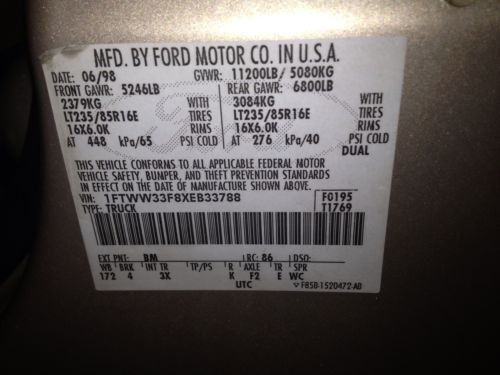 MFD. BY FORD MOTOR CO. IN U.S.A.
DATE: 06/98 GVWR: 11200LB/ 5080KG
FRONT GAWR: 5246LB REAR GAWR: 6800LB
2379KG WITH 3084KG WITH
LT235/85R16E TIRES LT235/85R16E TIRES
16X6.0K RIMS 16X6.0K RIMS
AT 448 kPa/65 PSI COLD AT 276 kPa/40 PSI COLD
DUAL
THIS VEHICLE CONFORMS TO ALL APPLICABLE FEDERAL MOTOR
VEHICLE SAFETY, BUMPER, AND THEFT PREVENTION STANDARDS
IN EFFECT ON THE DATE OF MANUFACTURE SHOWN ABOVE.
VIN: 1FTWW33F8XEB33788 F0195
TYPE: TRUCK T1769
EXT PNT: BM RC: 86 DSO:
WB BRK INT TR TP/PS R AXLE TR SPR
172 4 3X K F2 E WC
UTC F85B-1520472-AB